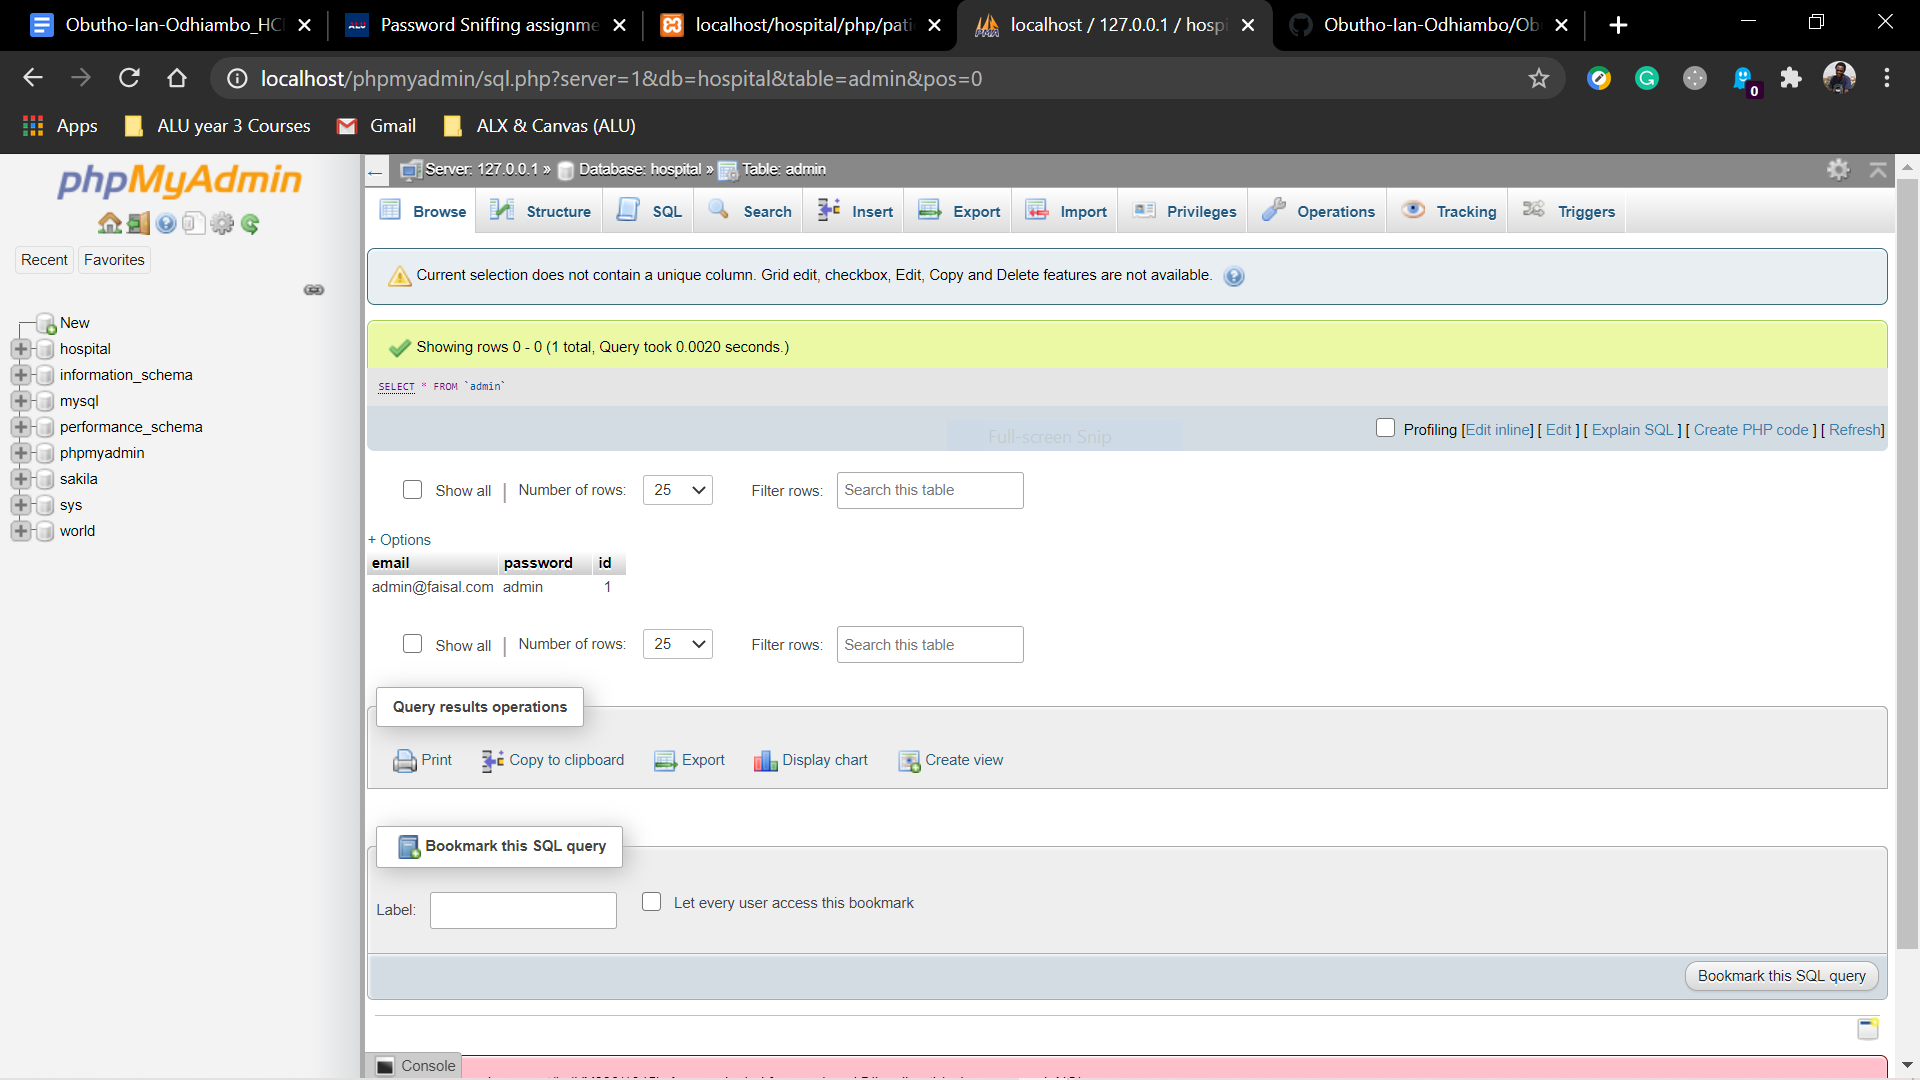 Obutho-Ian-Odhiambo_HC
Password Sniffing assignme
localhost/hospital/php/pati
localhost / 127.0.0.1 / hosp
Obutho-Ian-Odhiambo/Ob
localhost/phpmyadmin/sql.php?server=1&db=hospital&table=admin&pos=0
0
Apps
ALU year 3 Courses
Gmail
ALX & Canvas (ALU)
phpMyAdmin
Recent
Favorites
New
hospital
information_schema
mysql
performance_schema
phpmyadmin
sakila
sys
world
Server: 127.0.0.1 » Database: hospital » Table: admin
Browse
Structure
SQL
Search
Insert
Export
Import
Privileges
Operations
Tracking
Triggers
Current selection does not contain a unique column. Grid edit, checkbox, Edit, Copy and Delete features are not available.
Showing rows 0 - 0 (1 total, Query took 0.0020 seconds.)
SELECT * FROM `admin`
Full-screen Snip
Profiling [Edit inline] [ Edit ] [ Explain SQL ] [ Create PHP code ] [ Refresh]
Show all | Number of rows: 25 Filter rows: Search this table
+ Options
email password id
admin@faisal.com admin 1
Show all | Number of rows: 25 Filter rows: Search this table
Query results operations
Print
Copy to clipboard
Export
Display chart
Create view
Bookmark this SQL query
Label:
Let every user access this bookmark
Bookmark this SQL query
Console